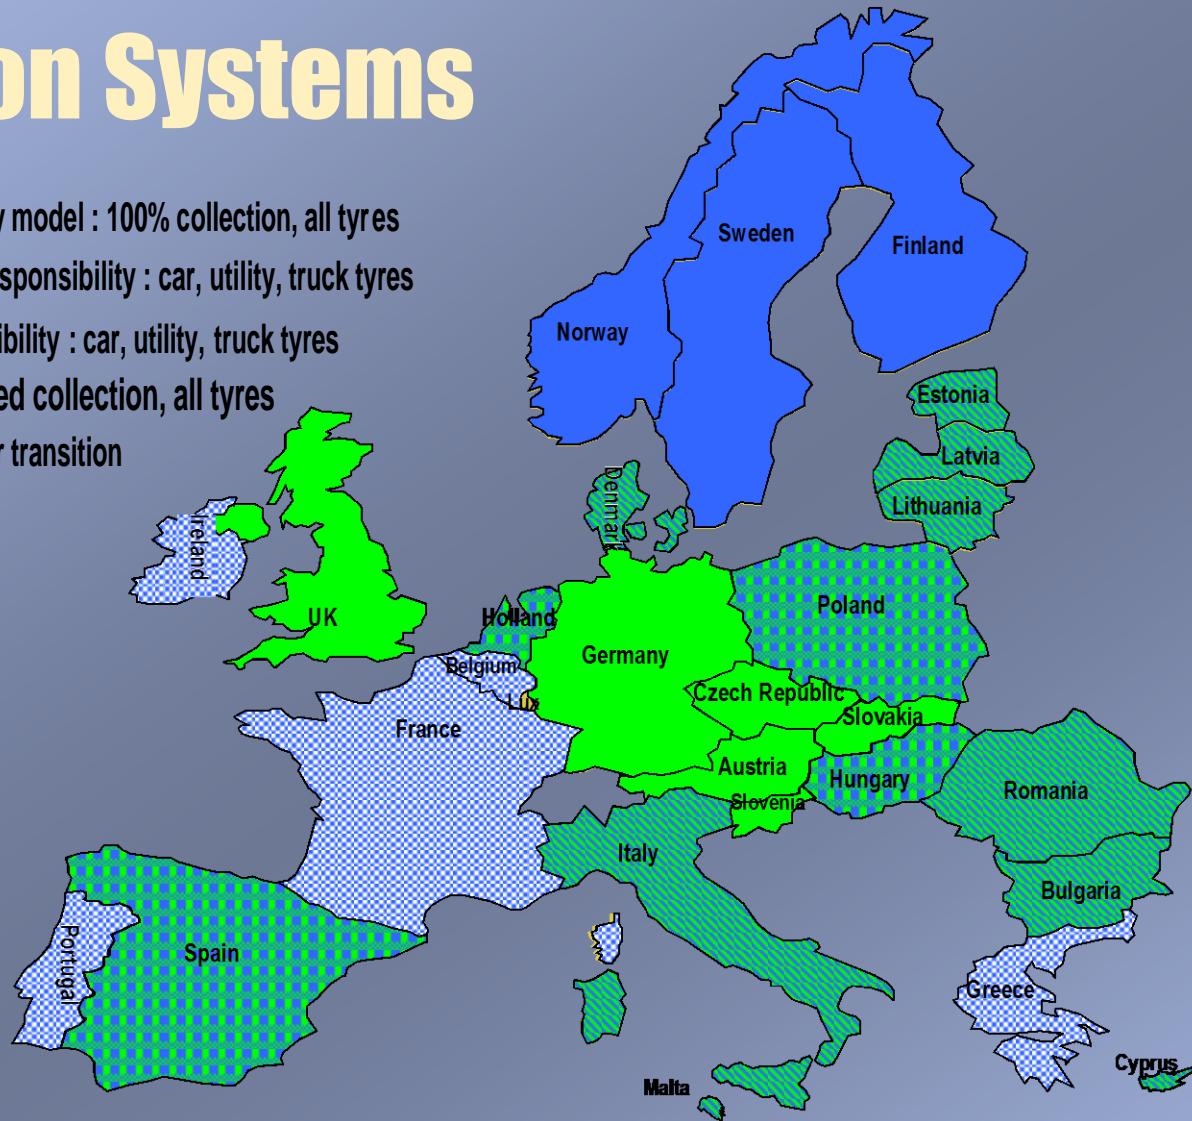 on Systems
y model : 100% collection, all tyres
sponsibility : car, utility, truck tyres
ibility : car, utility, truck tyres
ed collection, all tyres
r transition
Sweden
Finland
Norway
Estonia
Latvia
Lithuania
Denmark
Ireland
UK
Holland
Poland
Germany
Belgium
Lux
Czech Republic
Slovakia
France
Austria
Hungary
Slovenia
Romania
Italy
Bulgaria
Spain
Portugal
Greece
Cyprus
Malta